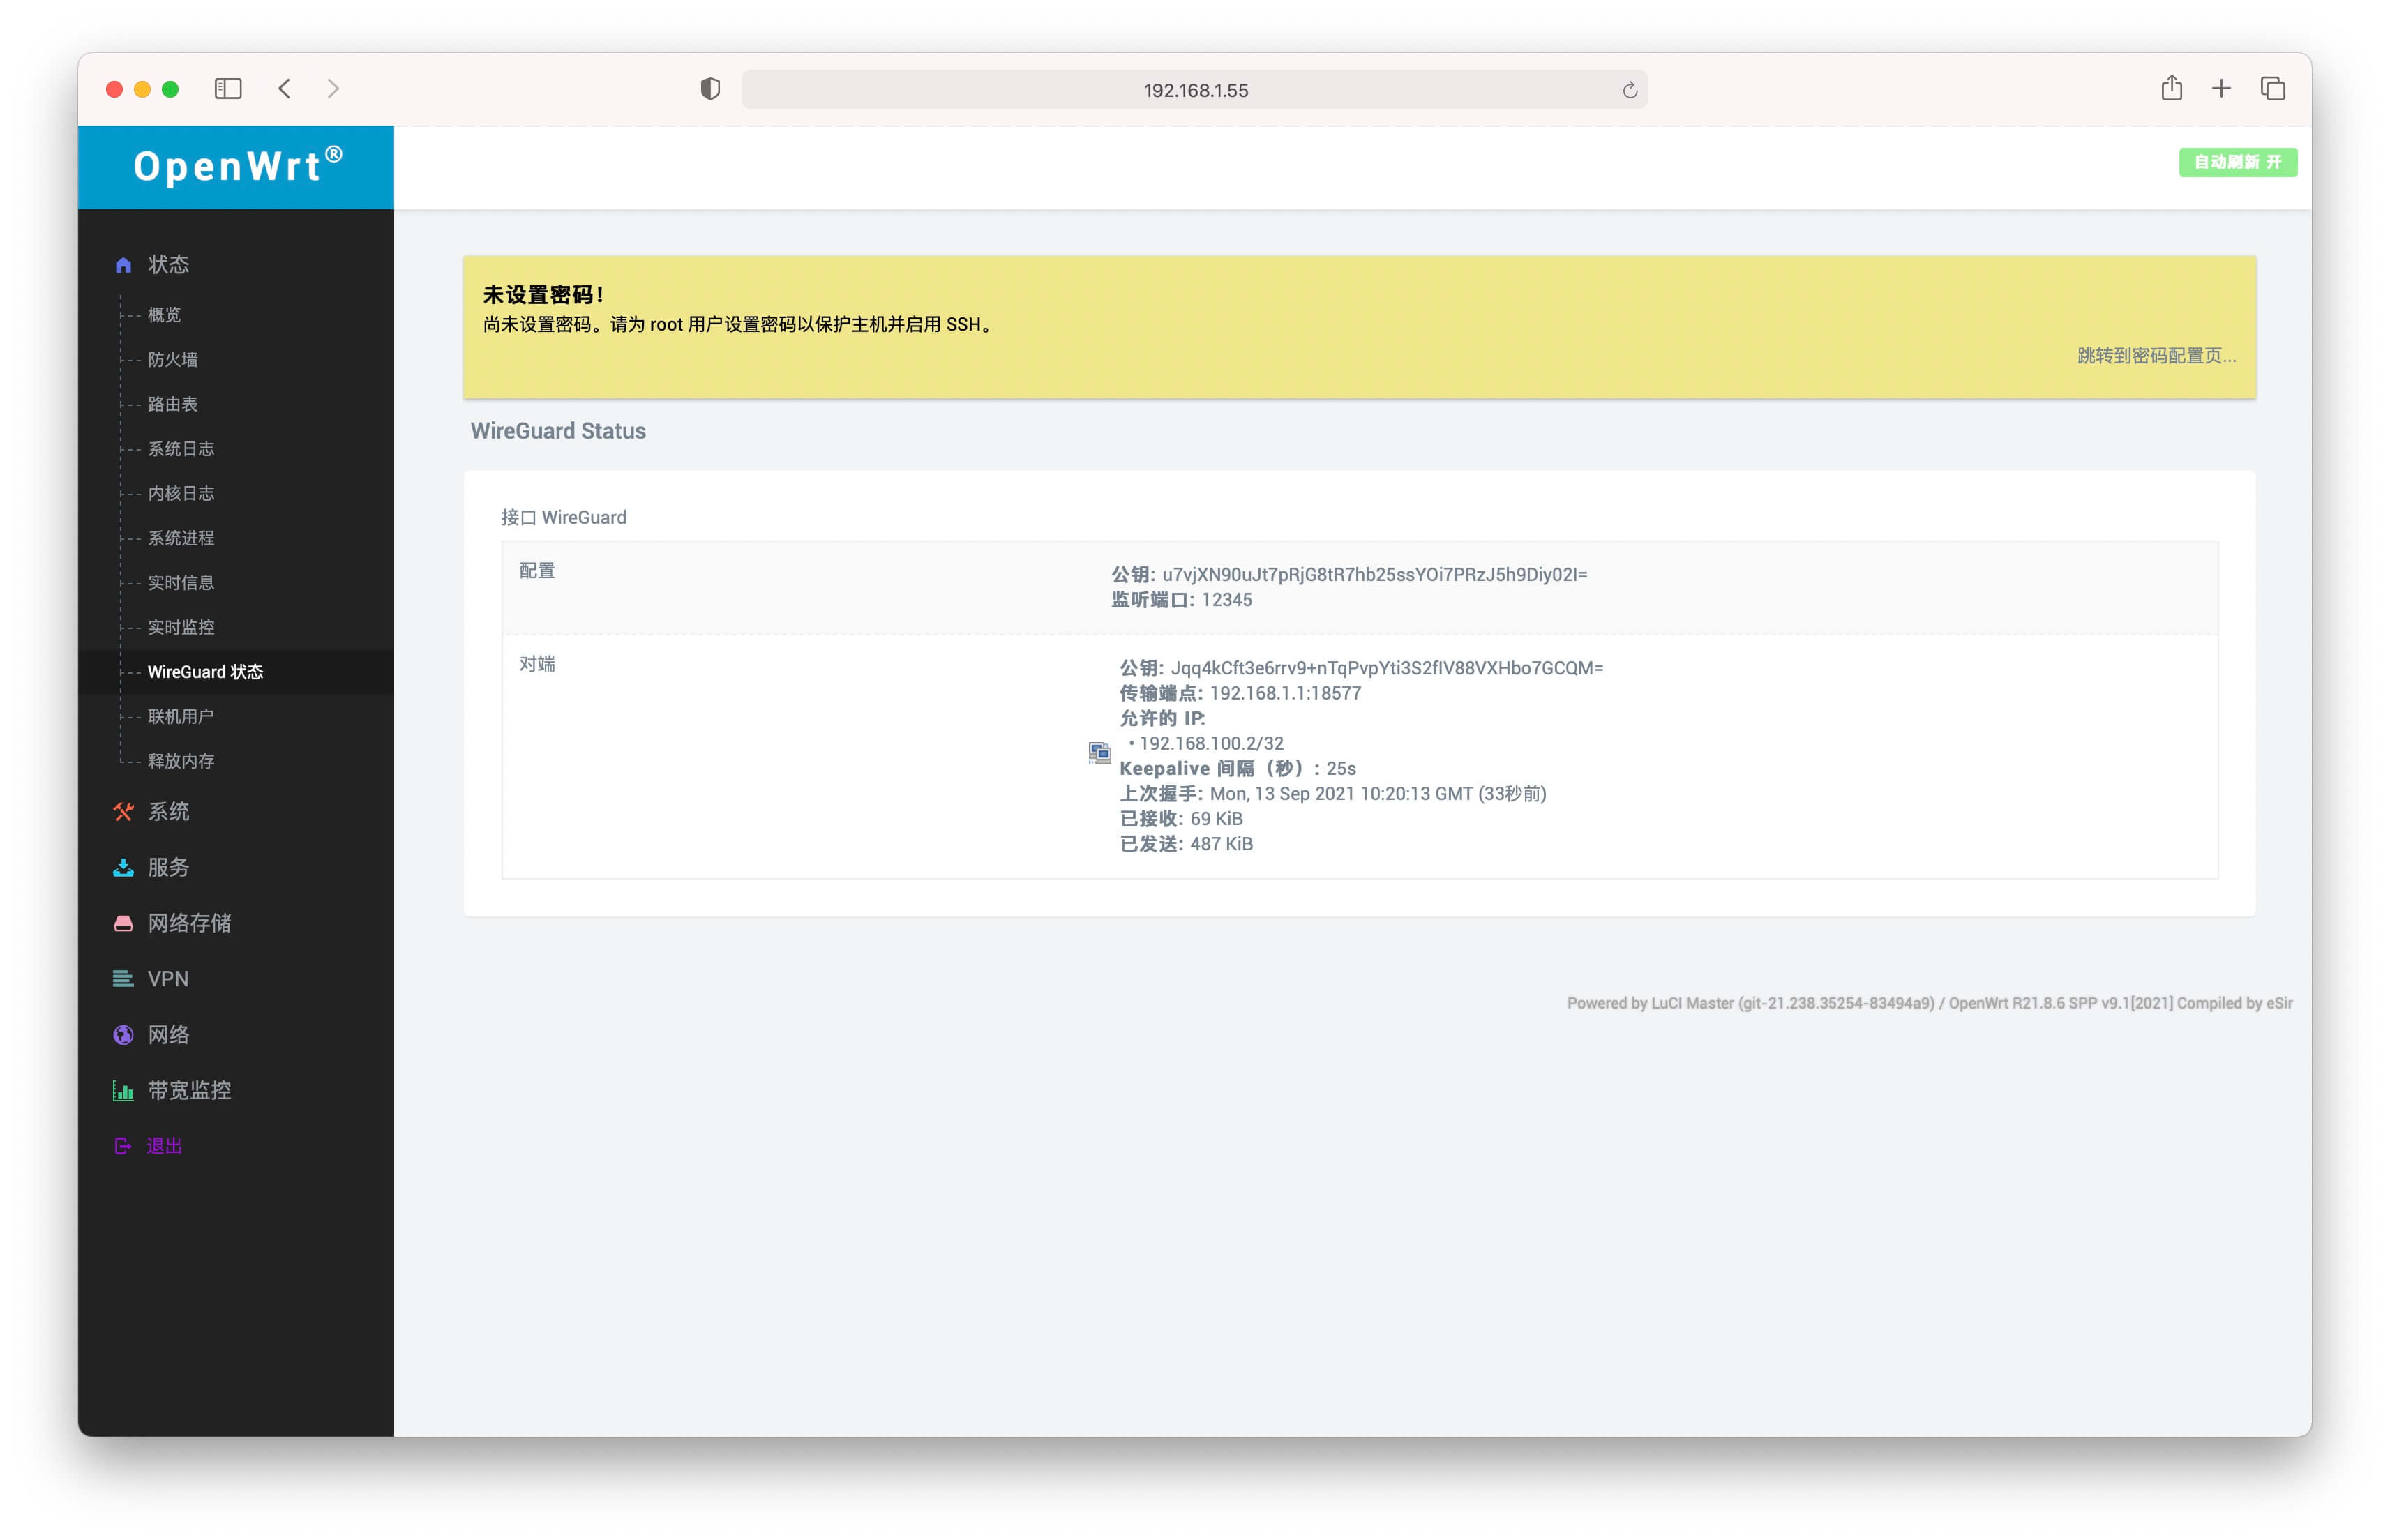 192.168.1.55
OpenWrt®
自动刷新 开
状态
概览
防火墙
路由表
系统日志
内核日志
系统进程
实时信息
实时监控
WireGuard 状态
联机用户
释放内存
系统
服务
网络存储
VPN
网络
带宽监控
退出
未设置密码!
尚未设置密码。请为 root 用户设置密码以保护主机并启用 SSH。
跳转到密码配置页...
WireGuard Status
接口 WireGuard
配置
公钥: u7vjXN90uJt7pRjG8tR7hb25ssYOi7PRzJ5h9Diy02I=
监听端口: 12345
对端
公钥: Jqq4kCft3e6rrv9+nTqPvpYti3S2fIV88VXHbo7GCQM=
传输端点: 192.168.1.1:18577
允许的 IP:
• 192.168.100.2/32
Keepalive 间隔（秒）: 25s
上次握手: Mon, 13 Sep 2021 10:20:13 GMT (33秒前)
已接收: 69 KiB
已发送: 487 KiB
Powered by LuCI Master (git-21.238.35254-83494a9) / OpenWrt R21.8.6 SPP v9.1[2021] Compiled by eSir